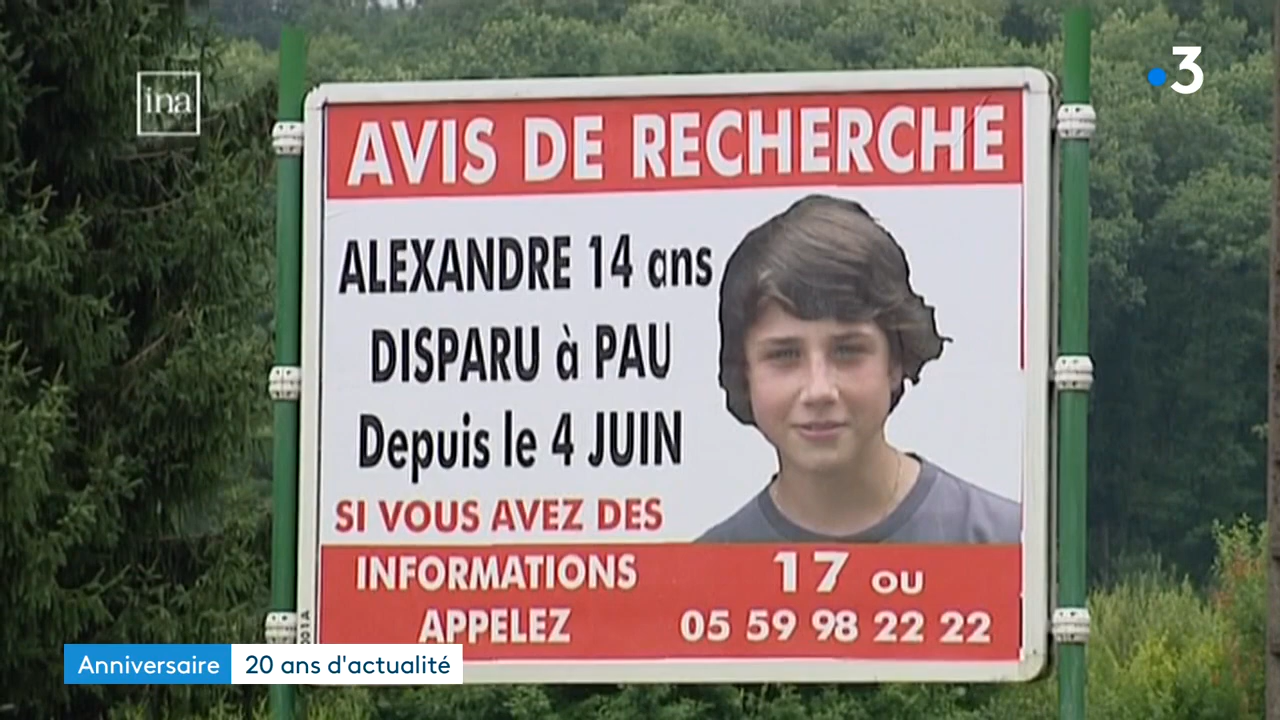 ina
3
AVIS DE RECHERCHE
ALEXANDRE 14 ans
DISPARU à PAU
Depuis le 4 JUIN
SI VOUS AVEZ DES
INFORMATIONS
APPELEZ
17 OU
05 59 98 22 22
Anniversaire 20 ans d'actualité